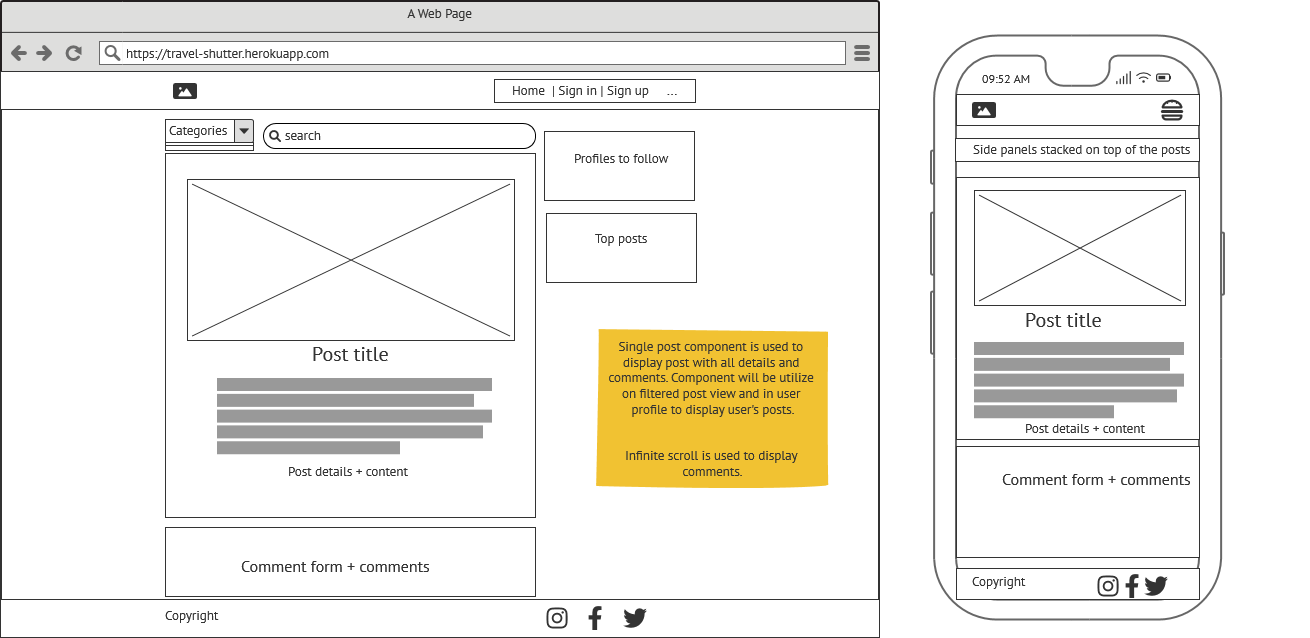 A Web Page
https://travel-shutter.herokuapp.com
Home | Sign in | Sign up ...
Categories
search
Profiles to follow
Top posts
Post title
Post details + content
Single post component is used to
display post with all details and
comments. Component will be utilize
on filtered post view and in user
profile to display user's posts.
Infinite scroll is used to display
comments.
Comment form + comments
Copyright
09:52 AM
Side panels stacked on top of the posts
Post title
Post details + content
Comment form + comments
Copyright